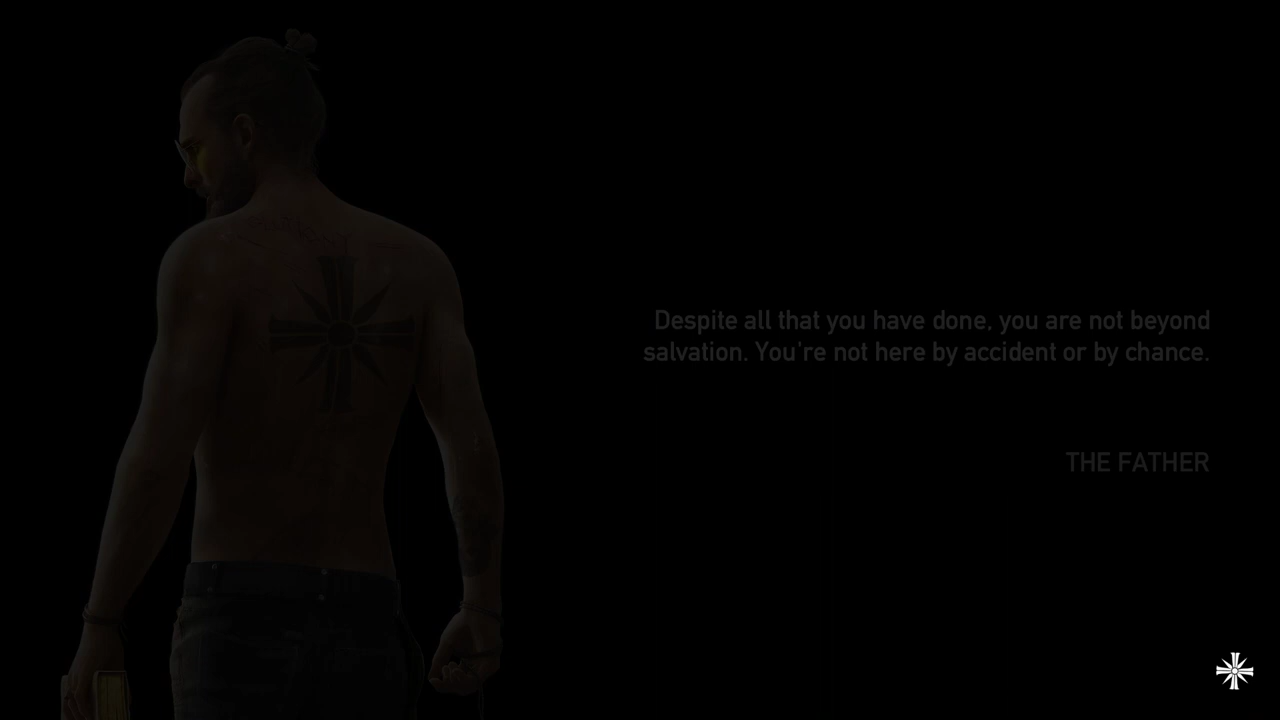 Despite all that you have done, you are not beyond
salvation. You're not here by accident or by chance.
THE FATHER